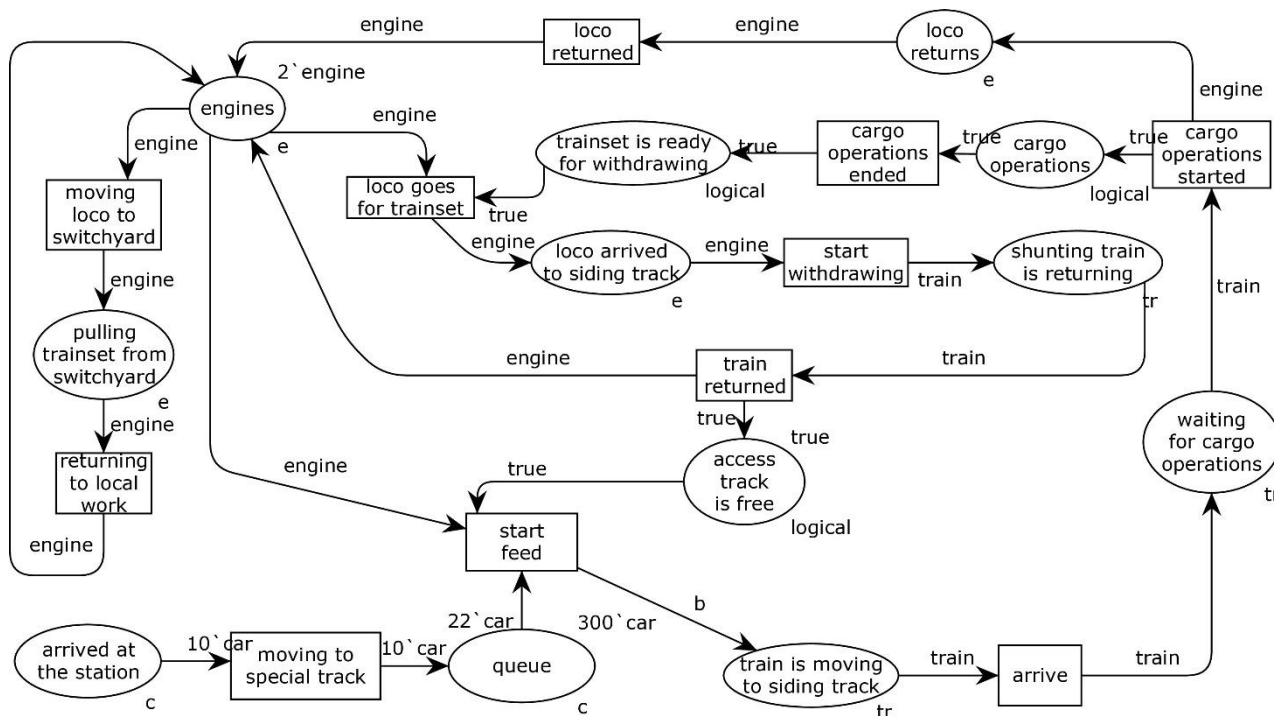 engine
loco
returned
engine
loco
returns
e
engine
2`engine
engines
e
engine
engine
trainset is
ready
for withdrawing
logical
true
cargo
operations
ended
true
cargo
operations
logical
true
cargo
operations
started
moving
loco to
switchyard
loco goes
for trainset
true
engine
loco arrived
to siding track
e
engine
start
withdrawing
train
shunting train
is returning
tr
train
engine
pulling
trainset from
switchyard
e
engine
train
returned
engine
train
true
true
access
track
is free
logical
waiting
for cargo
operations
tr
returning
to local
work
engine
engine
true
start
feed
22`car
300`car
b
arrived at
the station
c
10`car
moving to
special track
10`car
queue
c
train is moving
to siding track
tr
train
arrive
train